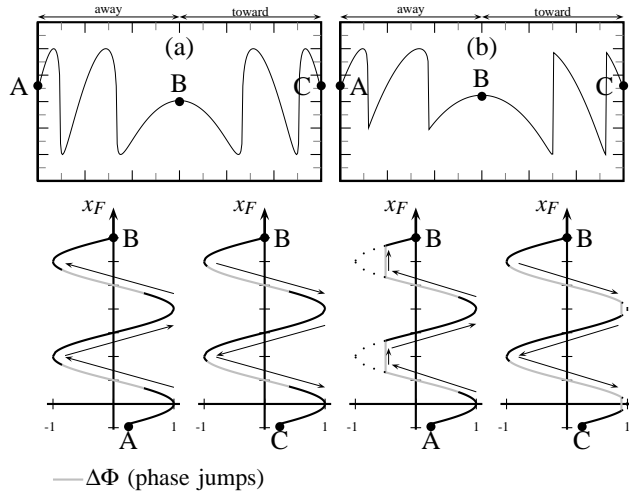 away toward away toward
(a) (b)
A B C A B C
x_F x_F x_F x_F
B B B B
-1 1 -1 1 -1 1 -1 1
A C A C
ΔΦ (phase jumps)